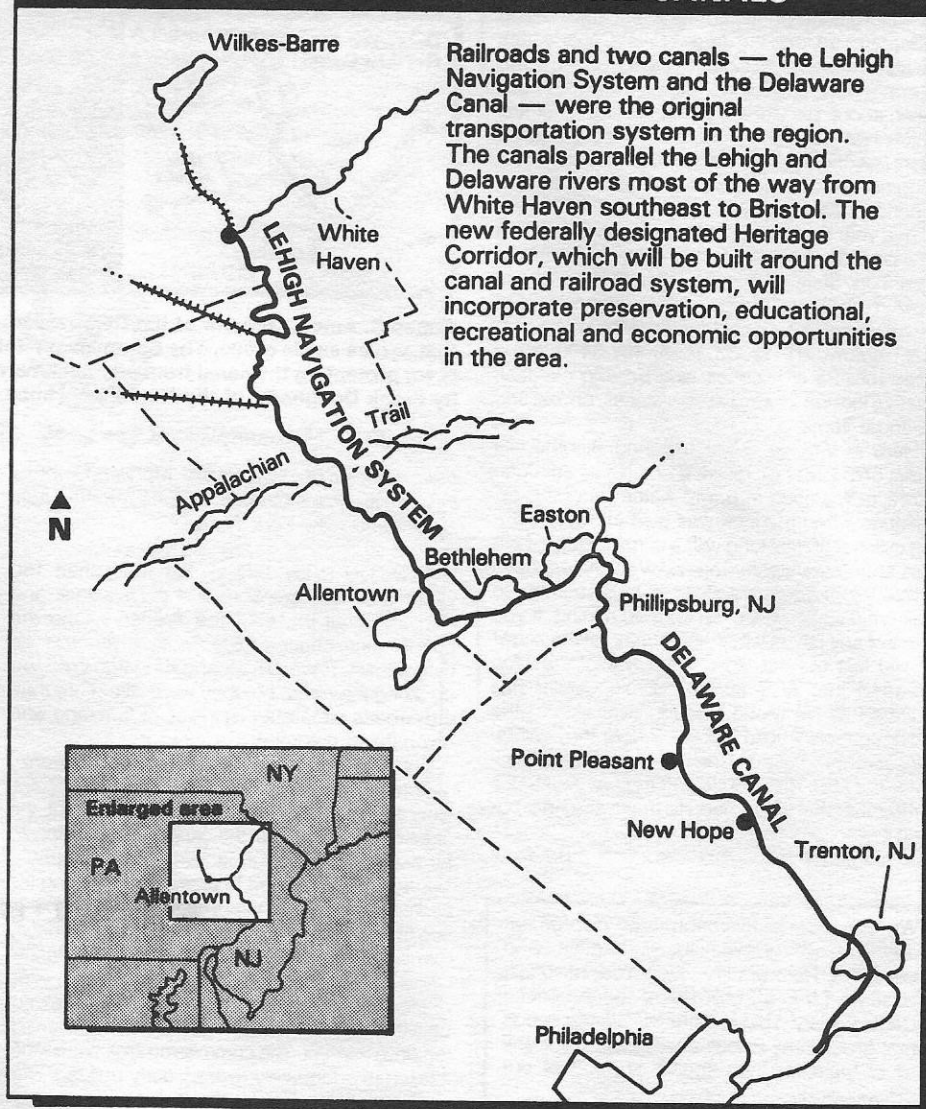 CANALS
Wilkes-Barre
Railroads and two canals — the Lehigh
Navigation System and the Delaware
Canal — were the original
transportation system in the region.
The canals parallel the Lehigh and
Delaware rivers most of the way from
White Haven southeast to Bristol. The
new federally designated Heritage
Corridor, which will be built around the
canal and railroad system, will
incorporate preservation, educational,
recreational and economic opportunities
in the area.
White
Haven
LEHIGH NAVIGATION SYSTEM
Appalachian
Trail
N
Easton
Bethlehem
Allentown
Phillipsburg, NJ
DELAWARE CANAL
Point Pleasant
New Hope
Trenton, NJ
Philadelphia
NY
Enlarged area
PA
Allentown
NJ